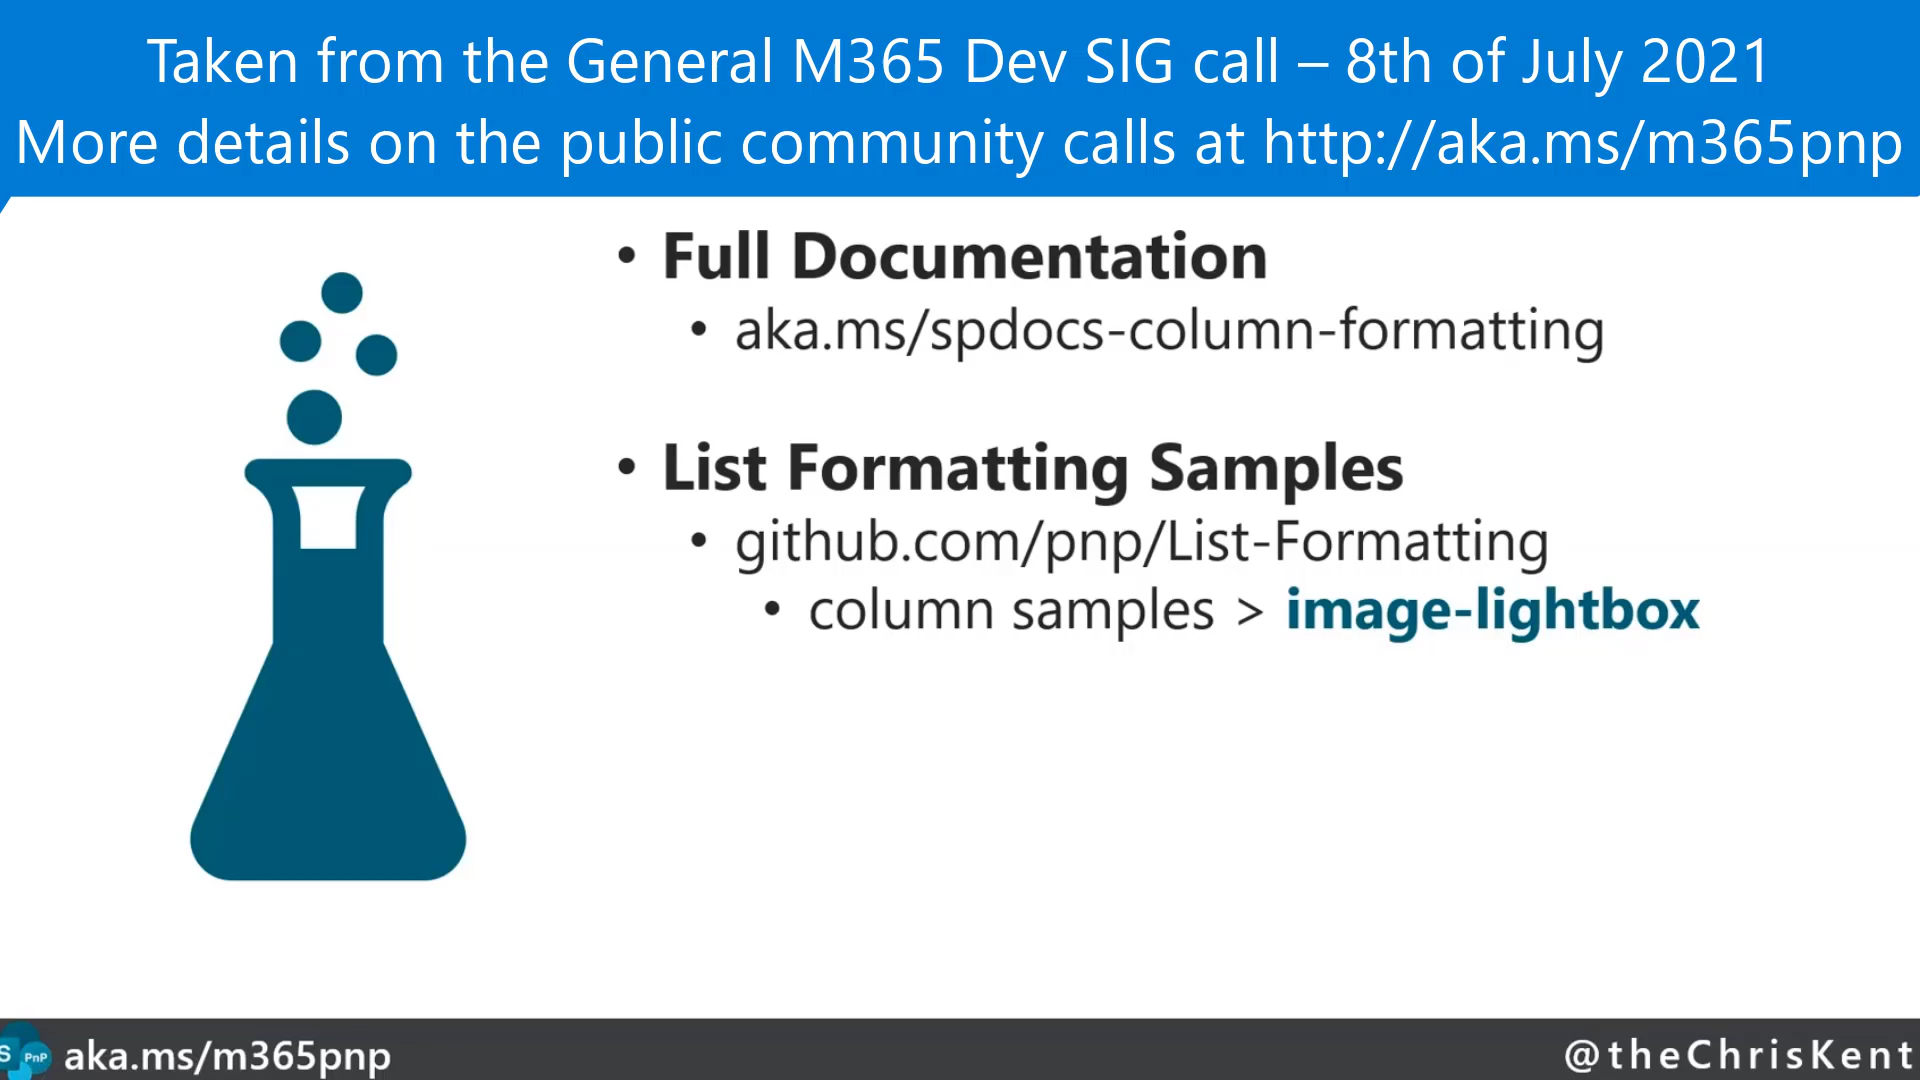 Taken from the General M365 Dev SIG call – 8th of July 2021
More details on the public community calls at http://aka.ms/m365pnp
• Full Documentation
• aka.ms/spdocs-column-formatting
• List Formatting Samples
• github.com/pnp/List-Formatting
• column samples > image-lightbox
S PnP aka.ms/m365pnp
@theChrisKent